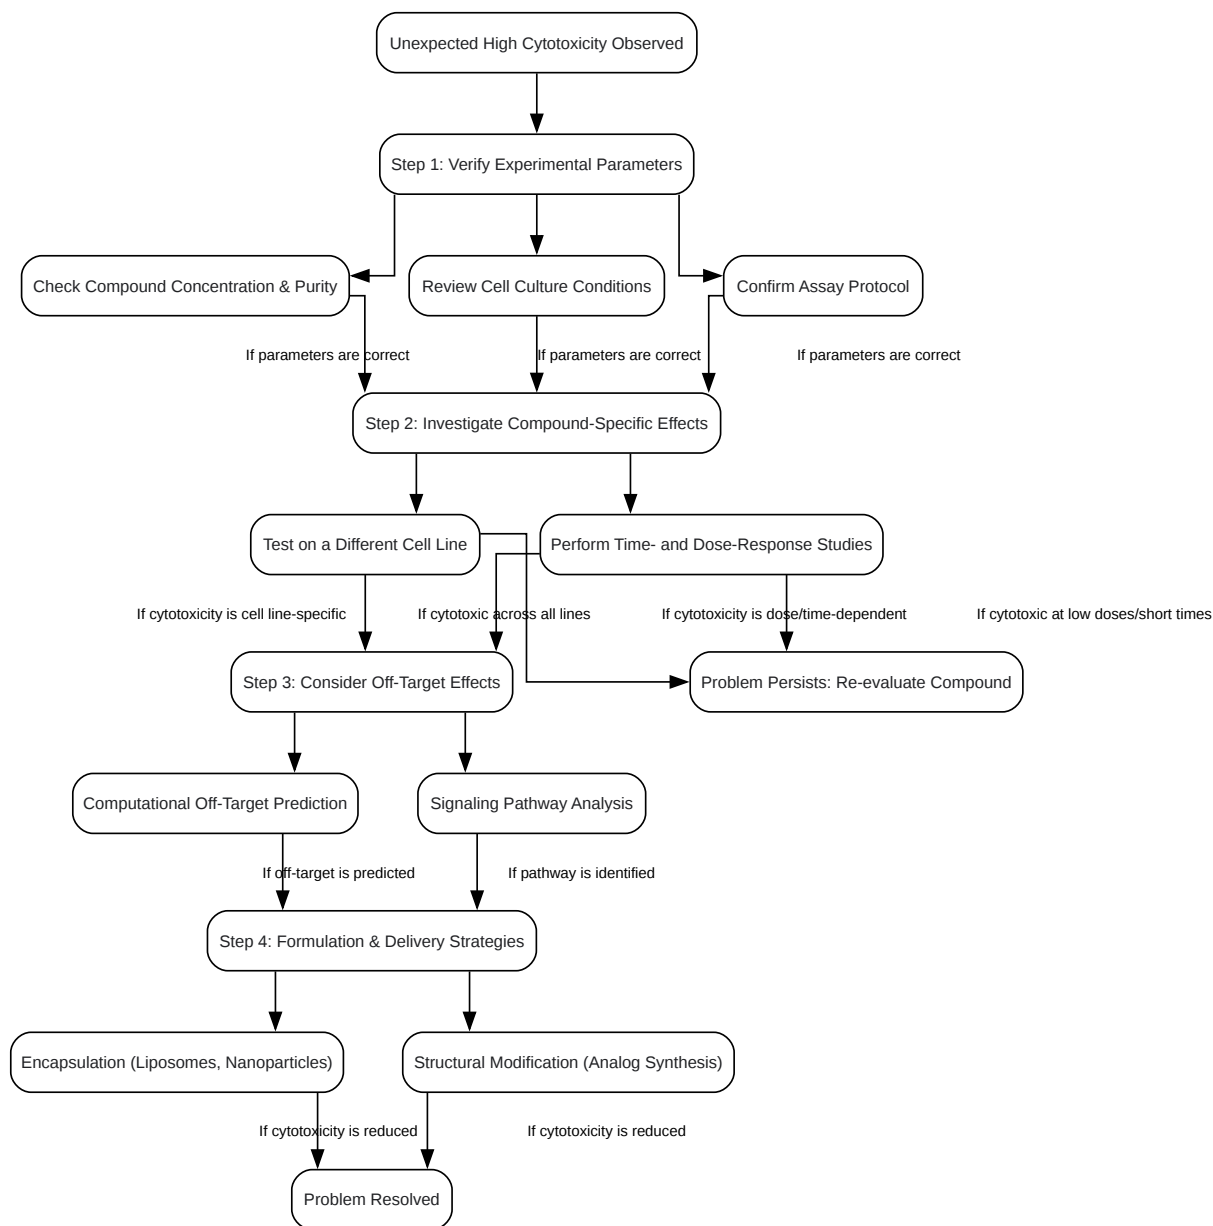 Unexpected High Cytotoxicity Observed
Step 1: Verify Experimental Parameters
Check Compound Concentration & Purity
Review Cell Culture Conditions
Confirm Assay Protocol
If parameters are correct
If parameters are correct
If parameters are correct
Step 2: Investigate Compound-Specific Effects
Test on a Different Cell Line
Perform Time- and Dose-Response Studies
If cytotoxicity is cell line-specific
If cytotoxic across all lines
If cytotoxicity is dose/time-dependent
If cytotoxic at low doses/short times
Step 3: Consider Off-Target Effects
Problem Persists: Re-evaluate Compound
Computational Off-Target Prediction
Signaling Pathway Analysis
If off-target is predicted
If pathway is identified
Step 4: Formulation & Delivery Strategies
Encapsulation (Liposomes, Nanoparticles)
Structural Modification (Analog Synthesis)
If cytotoxicity is reduced
If cytotoxicity is reduced
Problem Resolved